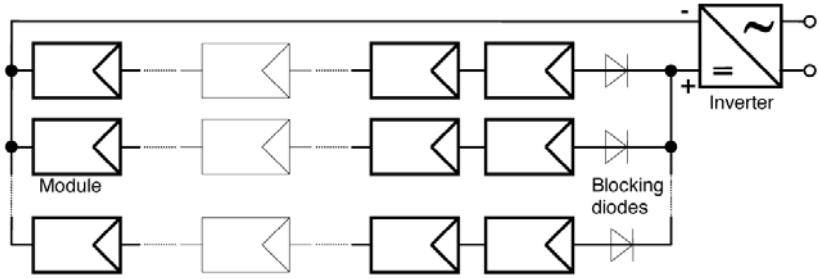 -
~
=
+
Inverter
Module
Blocking
diodes